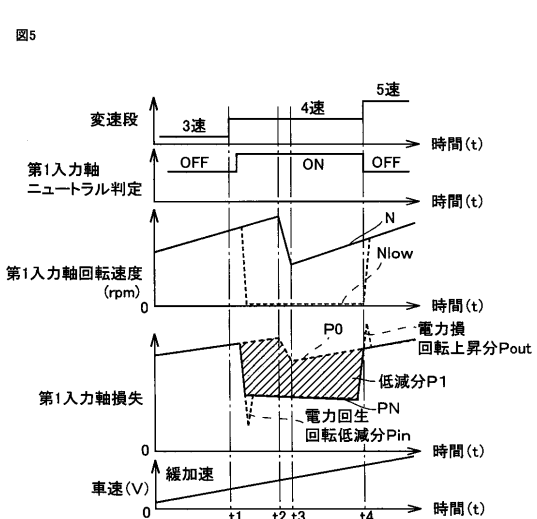 図5
5速
4速
3速
変速段
時間(t)
OFF
ON
OFF
第1入力軸
ニュートラル判定
時間(t)
N
Nlow
第1入力軸回転速度
(rpm)
0
時間(t)
P0
電力損
回転上昇分Pout
低減分P1
第1入力軸損失
PN
電力回生
回転低減分Pin
0
時間(t)
緩加速
車速(V)
0
時間(t)
t1
t2
t3
t4